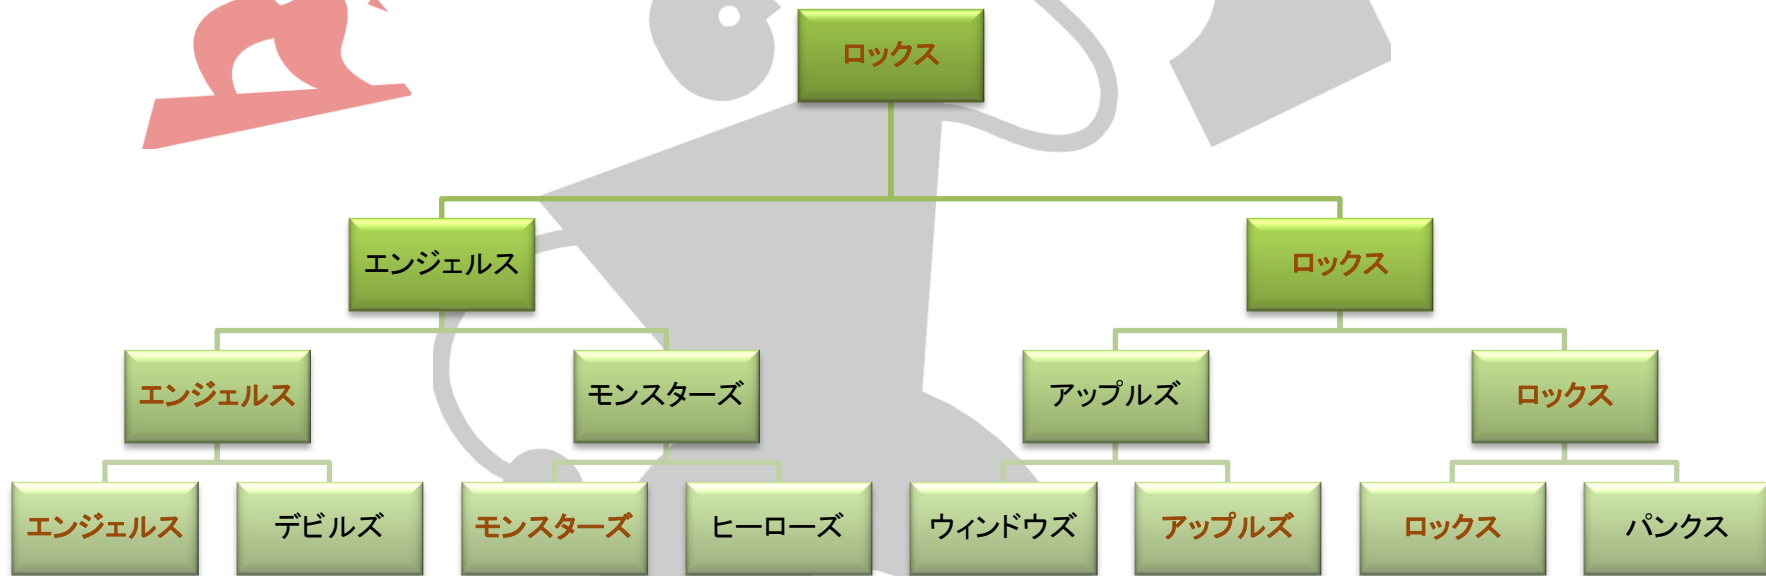 ロックス
エンジェルス
ロックス
エンジェルス
モンスターズ
アップルズ
ロックス
エンジェルス
デビルズ
モンスターズ
ヒーローズ
ウィンドウズ
アップルズ
ロックス
パンクス